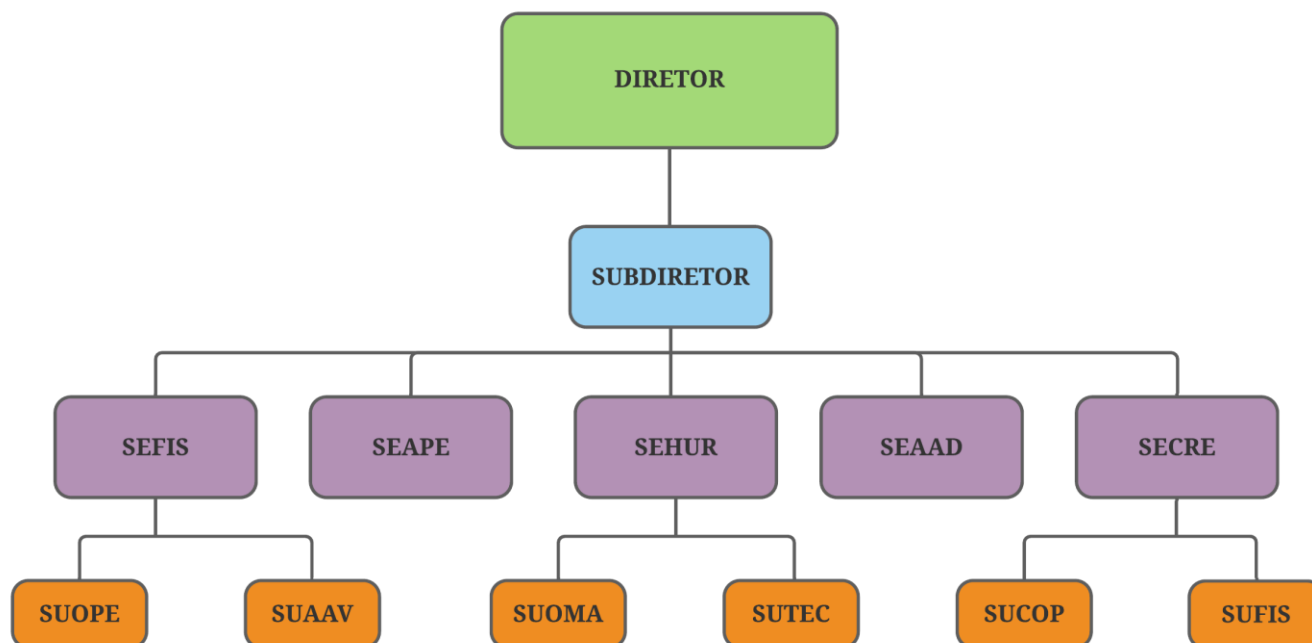 DIRETOR
SUBDIRETOR
SEFIS
SEAPE
SEHUR
SEAAD
SECRE
SUOPE
SUAAV
SUOMA
SUTEC
SUCOP
SUFIS